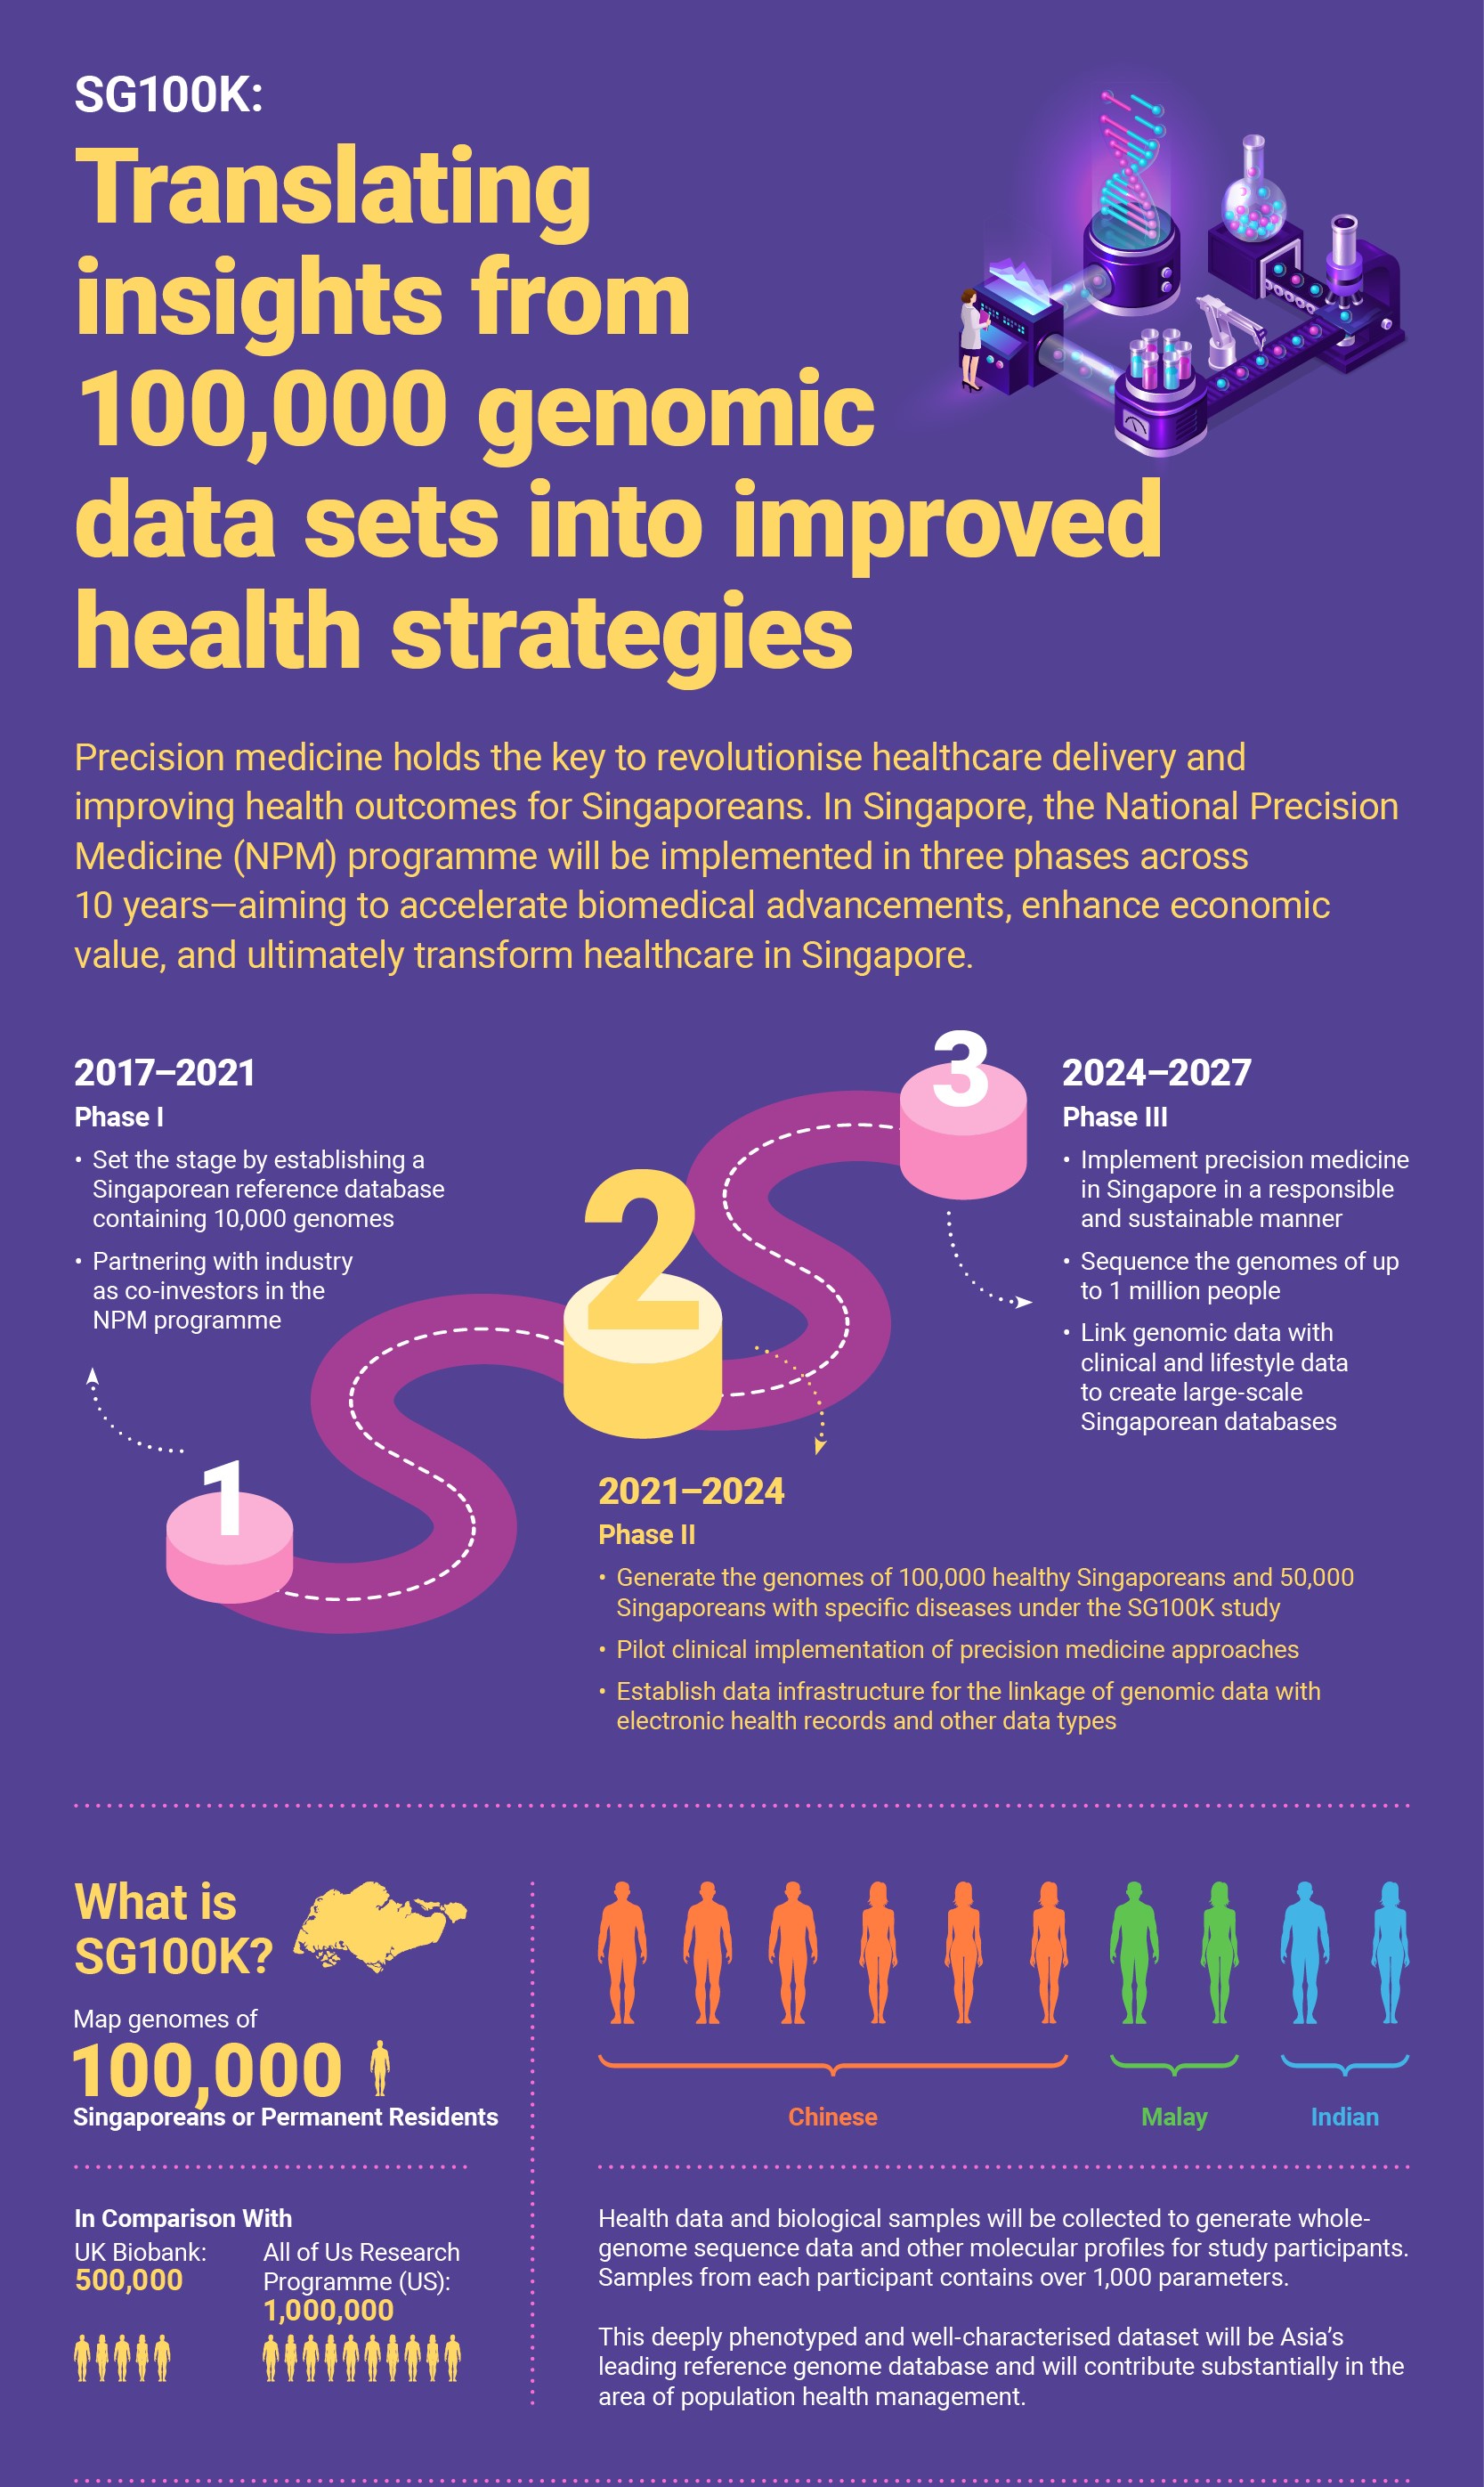 SG100K:
Translating
insights from
100,000 genomic
data sets into improved
health strategies
Precision medicine holds the key to revolutionise healthcare delivery and
improving health outcomes for Singaporeans. In Singapore, the National Precision
Medicine (NPM) programme will be implemented in three phases across
10 years—aiming to accelerate biomedical advancements, enhance economic
value, and ultimately transform healthcare in Singapore.
2017–2021
Phase I
• Set the stage by establishing a
Singaporean reference database
containing 10,000 genomes
• Partnering with industry
as co-investors in the
NPM programme
1
2
2021–2024
Phase II
• Generate the genomes of 100,000 healthy Singaporeans and 50,000
Singaporeans with specific diseases under the SG100K study
• Pilot clinical implementation of precision medicine approaches
• Establish data infrastructure for the linkage of genomic data with
electronic health records and other data types
3
2024–2027
Phase III
• Implement precision medicine
in Singapore in a responsible
and sustainable manner
• Sequence the genomes of up
to 1 million people
• Link genomic data with
clinical and lifestyle data
to create large-scale
Singaporean databases
What is
SG100K?
Map genomes of
100,000
Singaporeans or Permanent Residents
Chinese
Malay
Indian
In Comparison With
UK Biobank:
500,000
All of Us Research
Programme (US):
1,000,000
Health data and biological samples will be collected to generate whole-
genome sequence data and other molecular profiles for study participants.
Samples from each participant contains over 1,000 parameters.
This deeply phenotyped and well-characterised dataset will be Asia's
leading reference genome database and will contribute substantially in the
area of population health management.